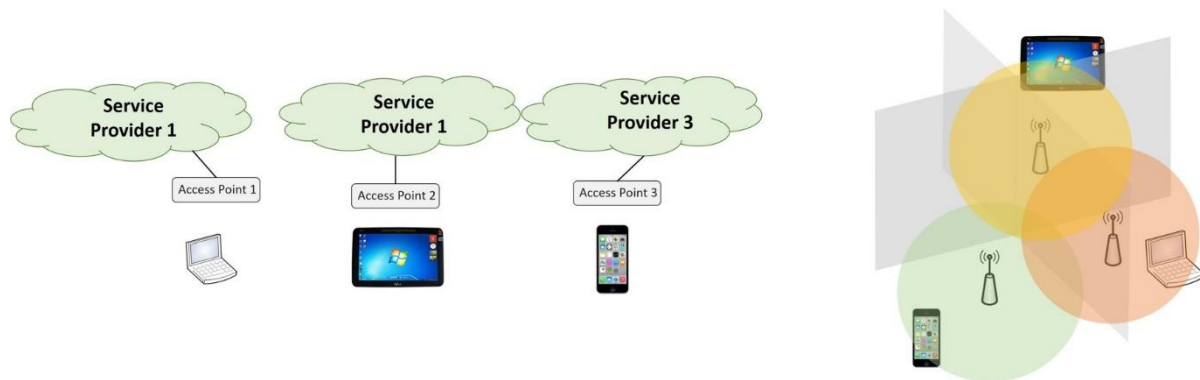 Service
Provider 1
Service
Provider 1
Service
Provider 3
Access Point 1
Access Point 2
Access Point 3